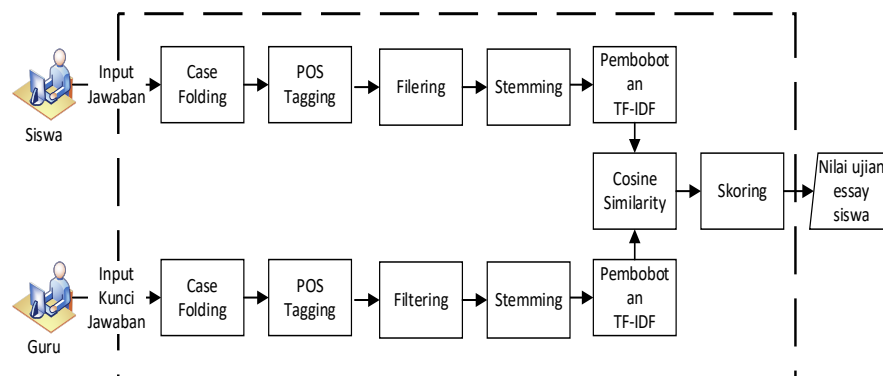 Input
Jawaban
Siswa
Case
Folding
POS
Tagging
Filering
Stemming
Pembobot
an
TF-IDF
Cosine
Similarity
Skoring
Nilai ujian
essay
siswa
Input
Kunci
Jawaban
Guru
Case
Folding
POS
Tagging
Filtering
Stemming
Pembobot
an
TF-IDF